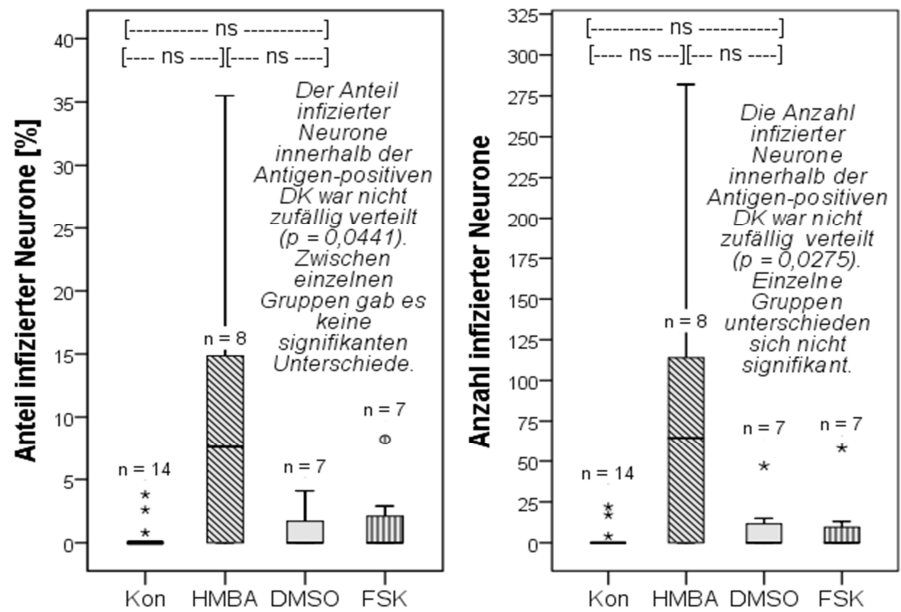 Anteil infizierter Neurone [%]
40
35
30
25
20
15
10
5
0
[----------- ns ------------]
[---- ns ----][---- ns ----]
Der Anteil
infizierter
Neurone
innerhalb der
Antigen-positiven
DK war nicht
zufällig verteilt
(p = 0,0441).
Zwischen
einzelnen
Gruppen gab es
keine
signifikanten
Unterschiede.
n = 14
n = 8
n = 7
n = 7
Kon HMBA DMSO FSK
Anzahl infizierter Neurone
325
300
275
250
225
200
175
150
125
100
75
50
25
0
[---------- ns ------------]
[---- ns ---][--- ns ----]
Die Anzahl
infizierter
Neurone
innerhalb der
Antigen-positiven
DK war nicht
zufällig verteilt
(p = 0,0275).
Einzelne
Gruppen
unterschieden
sich nicht
signifikant.
n = 14
n = 8
n = 7
n = 7
Kon HMBA DMSO FSK